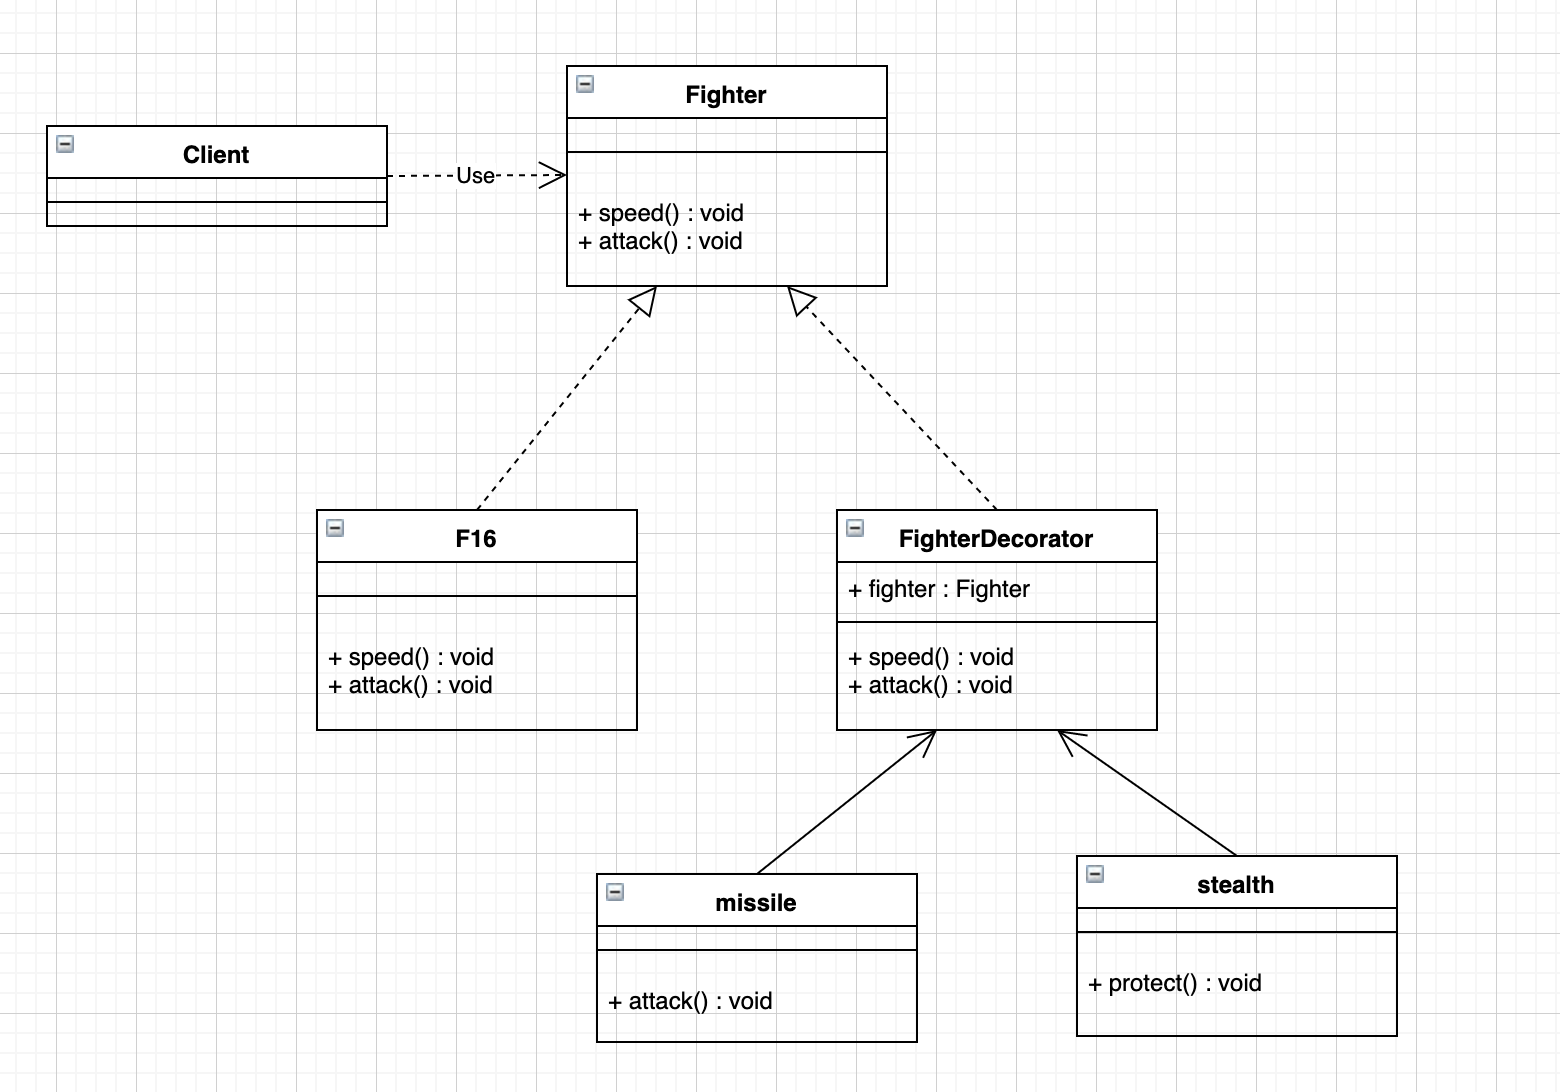 Fighter
Client
Use
+ speed() : void
+ attack() : void
F16
+ speed() : void
+ attack() : void
FighterDecorator
+ fighter : Fighter
+ speed() : void
+ attack() : void
missile
+ attack() : void
stealth
+ protect() : void